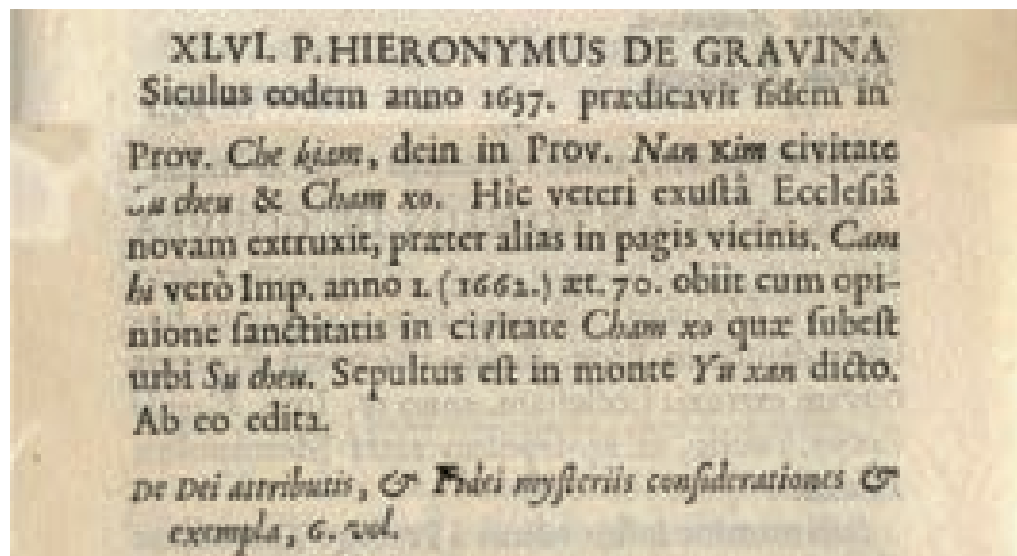 XLVI. P. HIERONYMUS DE GRAVINA
Siculus eodem anno 1637. prædicavit fidem in
Prov. Che kiam, dein in Prov. Nan xim civitate
Su cheu & Cham xo. Hic veteri exustâ Ecclesiâ
novam extruxit, præter alias in pagis vicinis. Cam
hi verò Imp. anno 1. (1662.) æt. 70. obiit cum opi-
nione sanctitatis in civitate Cham xo quæ subest
urbi Su cheu. Sepultus est in monte Yu xan dicto.
Ab eo edita.
De Dei attributis, & Fidei mysteriis considerationes &
exempla, 6. vol.